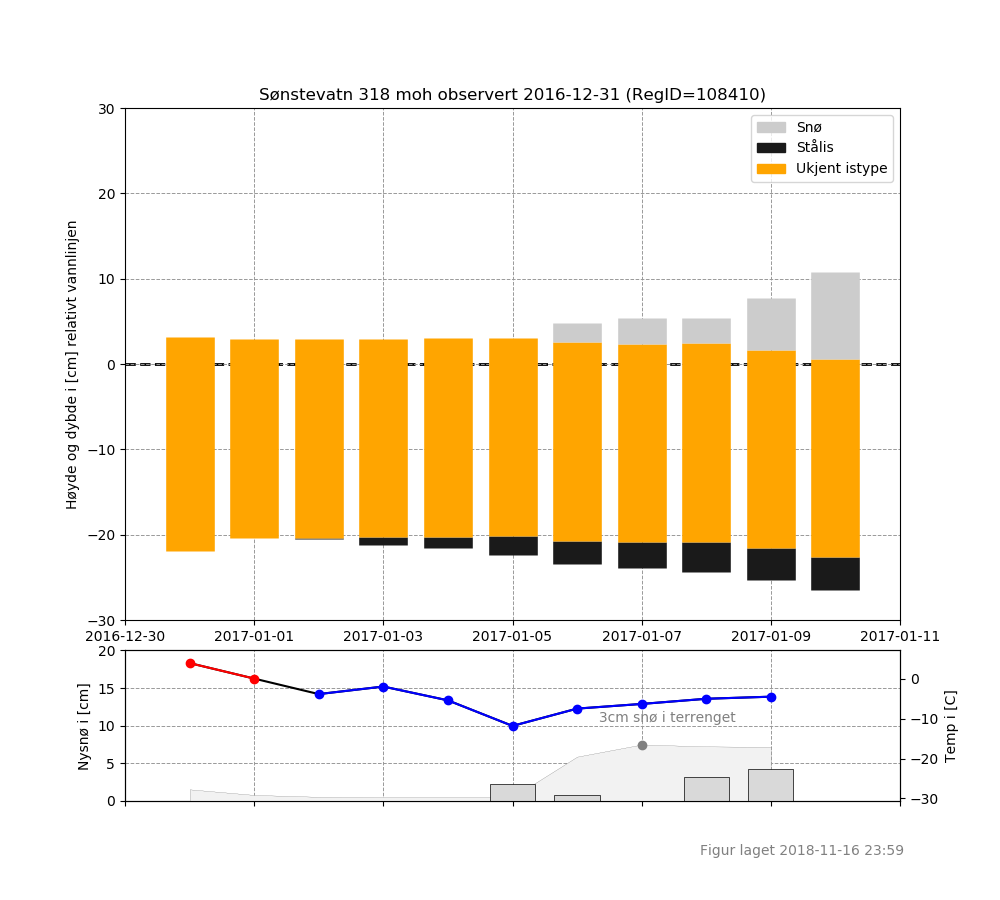 Sønstevatn 318 moh observert 2016-12-31 (RegID=108410)
Snø
Stålis
Ukjent istype
Høyde og dybde i [cm] relativt vannlinjen
30
20
10
0
−10
−20
−30
2016-12-30 2017-01-01 2017-01-03 2017-01-05 2017-01-07 2017-01-09 2017-01-11
Nysnø i [cm]
20
15
10
5
0
3cm snø i terrenget
0
−10
−20
−30
Temp i [C]
Figur laget 2018-11-16 23:59